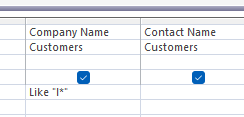 Company Name Contact Name
Customers Customers
Like "I*"